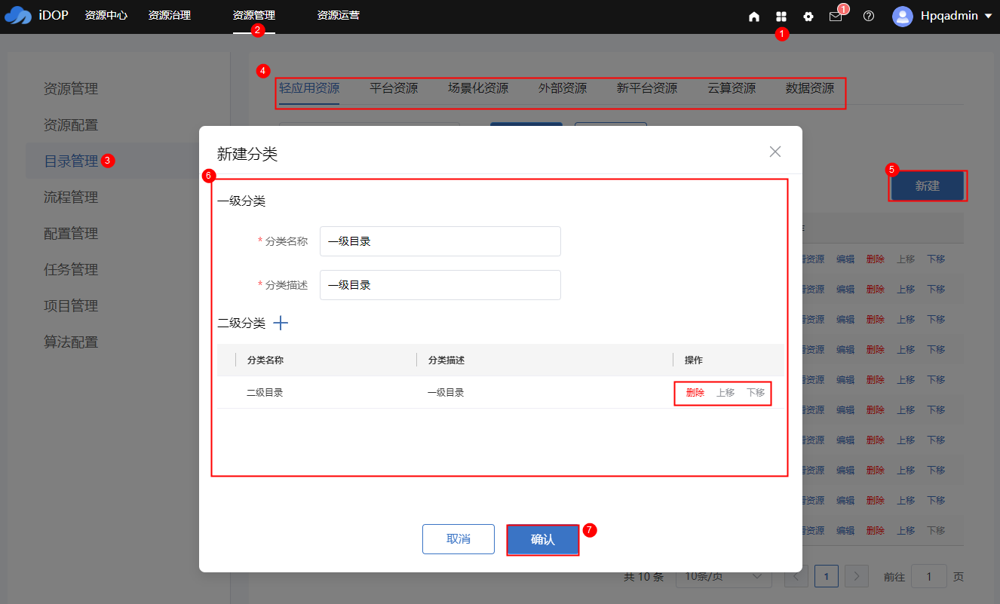 iDOP 资源中心 资源治理 资源管理 资源运营 1 Hpqadmin
2 1
4
轻应用资源 平台资源 场景化资源 外部资源 新平台资源 云算资源 数据资源
资源管理
资源配置
目录管理 3
流程管理
配置管理
任务管理
项目管理
算法配置
新建分类
5
新建
6
一级分类
* 分类名称 一级目录
* 分类描述 一级目录
二级分类
分类名称 分类描述 操作
二级目录 一级目录 删除 上移 下移
取消 确认 7
资源 编辑 删除 上移 下移
资源 编辑 删除 上移 下移
资源 编辑 删除 上移 下移
资源 编辑 删除 上移 下移
资源 编辑 删除 上移 下移
资源 编辑 删除 上移 下移
资源 编辑 删除 上移 下移
资源 编辑 删除 上移 下移
资源 编辑 删除 上移 下移
资源 编辑 删除 上移 下移
共 10 条 10条/页 1 前往 1 页